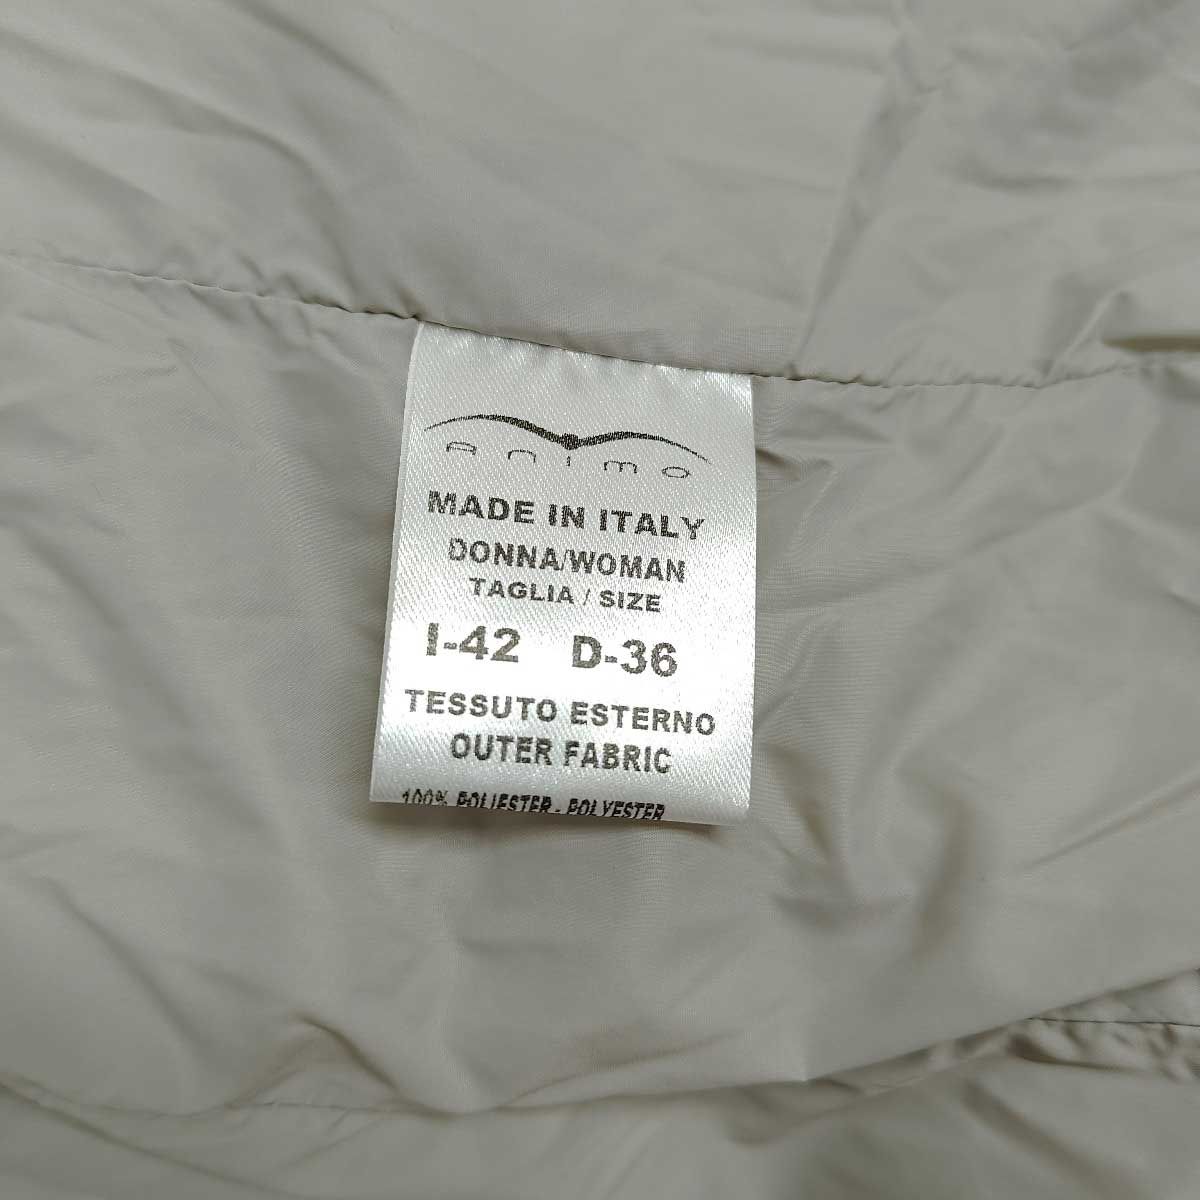 animo
MADE IN ITALY
DONNA/WOMAN
TAGLIA / SIZE
I-42 D-36
TESSUTO ESTERNO
OUTER FABRIC
100% POLIESTER - POLYESTER